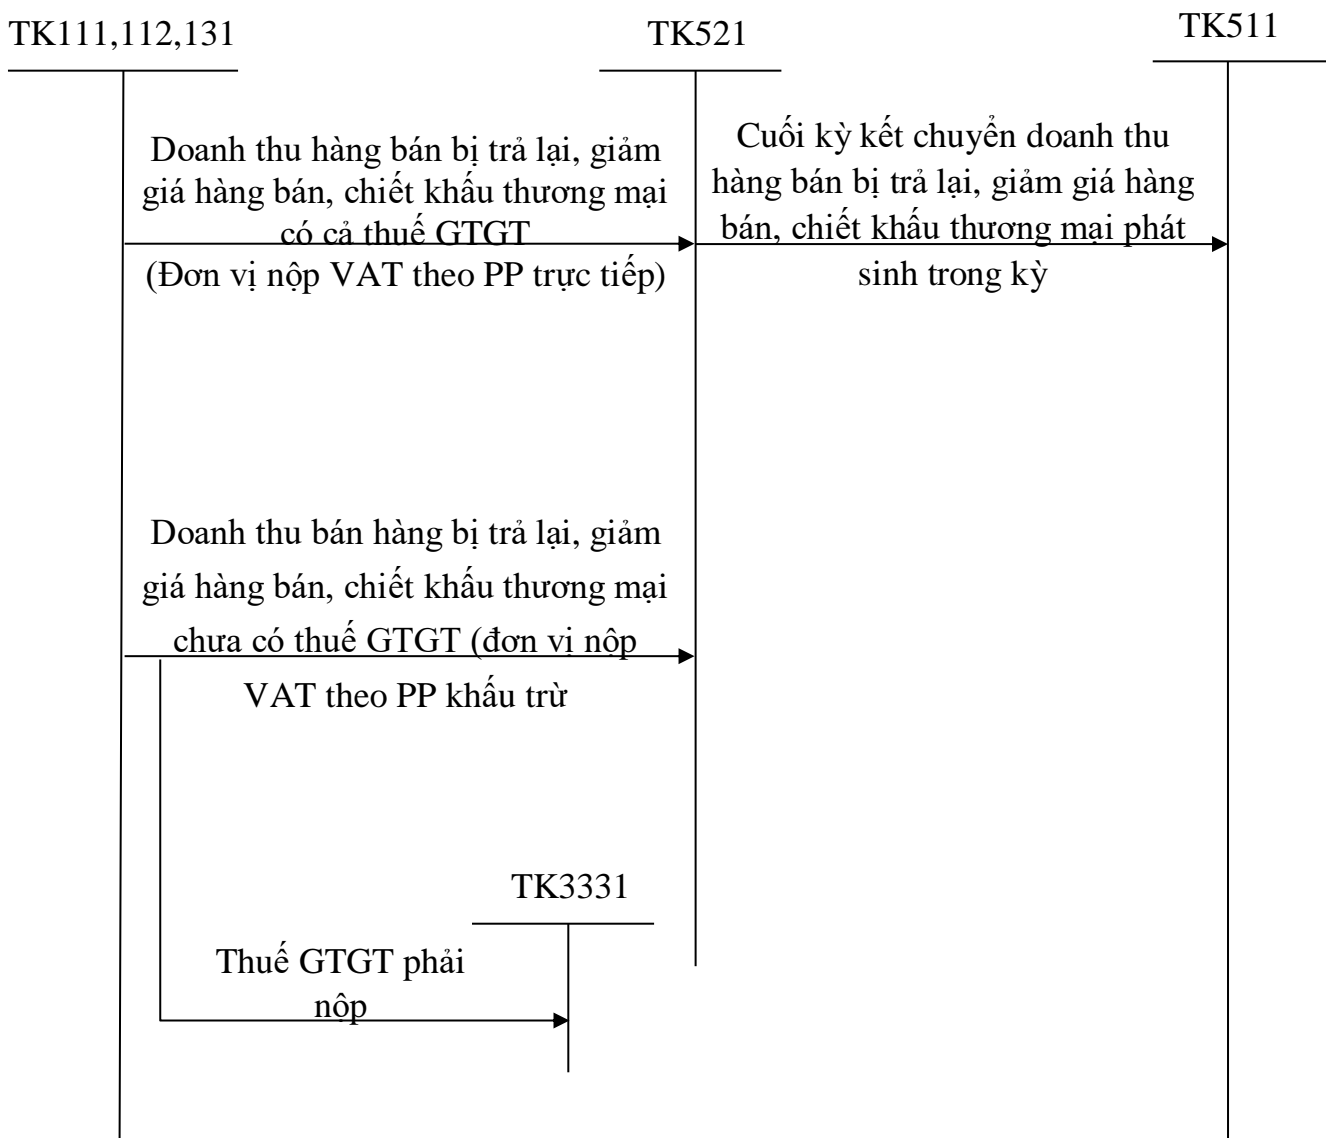 TK111,112,131
TK521
TK511
Doanh thu hàng bán bị trả lại, giảm
giá hàng bán, chiết khấu thương mại
có cả thuế GTGT
(Đơn vị nộp VAT theo PP trực tiếp)
Cuối kỳ kết chuyển doanh thu
hàng bán bị trả lại, giảm giá hàng
bán, chiết khấu thương mại phát
sinh trong kỳ
Doanh thu bán hàng bị trả lại, giảm
giá hàng bán, chiết khấu thương mại
chưa có thuế GTGT (đơn vị nộp
VAT theo PP khấu trừ
TK3331
Thuế GTGT phải
nộp